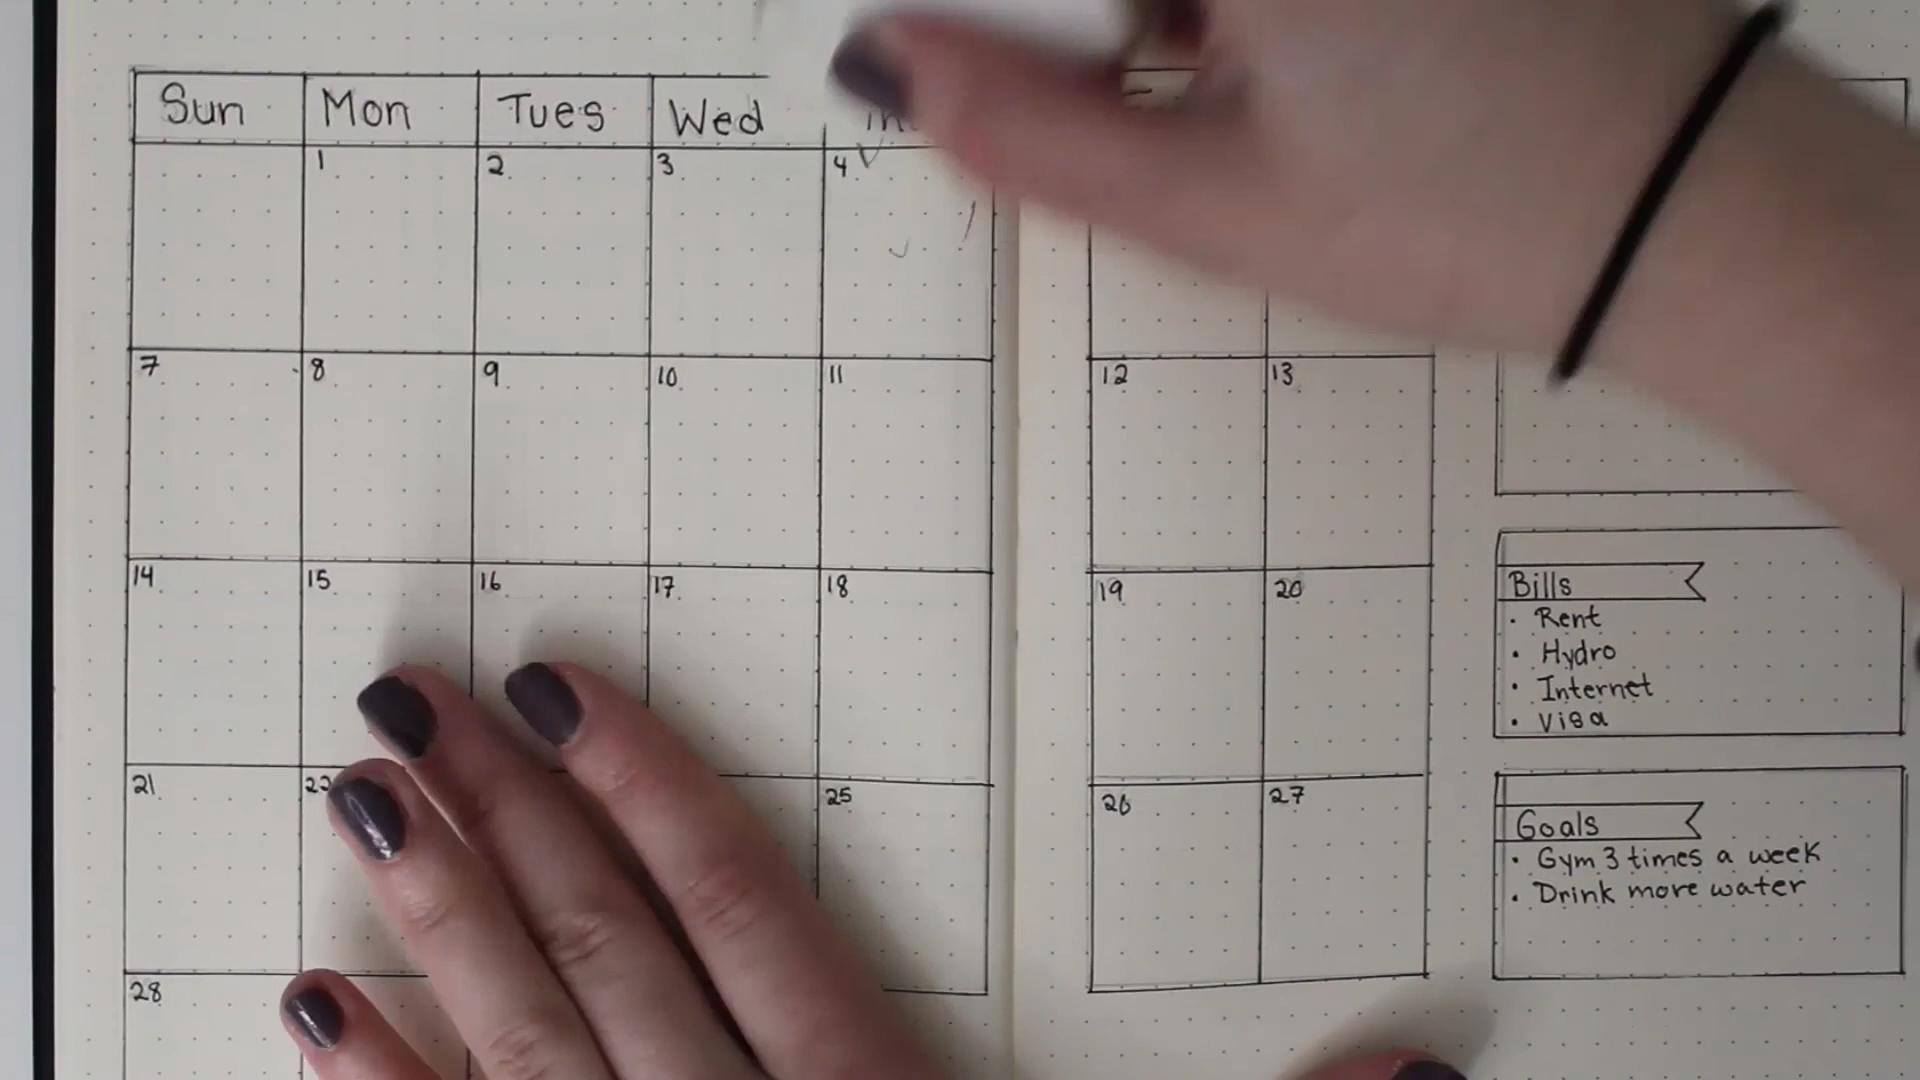 Sun Mon Tues Wed
1 2 3 4
7 8 9 10 11 12 13
14 15 16 17 18 19 20
21 22 25 26 27
28
Bills
• Rent
• Hydro
• Internet
• Visa
Goals
• Gym 3 times a week
• Drink more water